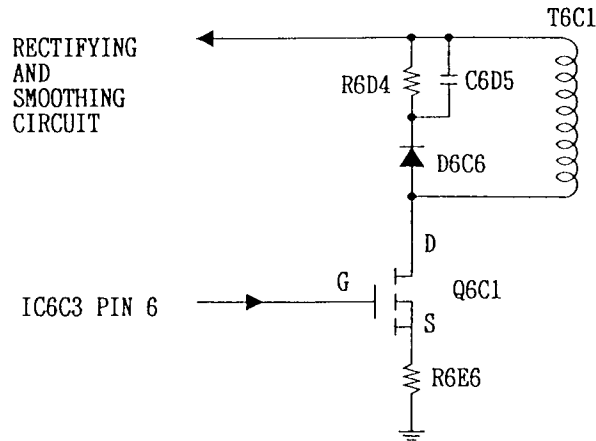 T6C1
RECTIFYING
AND
SMOOTHING
CIRCUIT
R6D4
C6D5
D6C6
D
G
Q6C1
IC6C3 PIN 6
S
R6E6